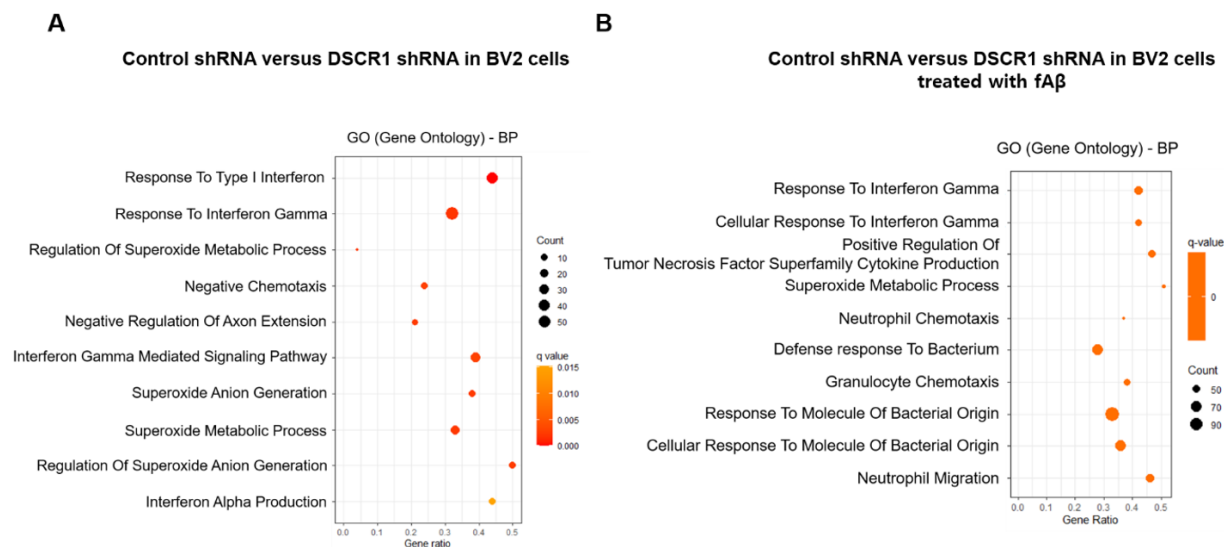 A
Control shRNA versus DSCR1 shRNA in BV2 cells
GO (Gene Ontology) - BP
Response To Type I Interferon
Response To Interferon Gamma
Regulation Of Superoxide Metabolic Process
Negative Chemotaxis
Negative Regulation Of Axon Extension
Interferon Gamma Mediated Signaling Pathway
Superoxide Anion Generation
Superoxide Metabolic Process
Regulation Of Superoxide Anion Generation
Interferon Alpha Production
0.0 0.1 0.2 0.3 0.4 0.5
Gene ratio
Count
10
20
30
40
50
q value
0.015
0.010
0.005
0.000
B
Control shRNA versus DSCR1 shRNA in BV2 cells
treated with fAβ
GO (Gene Ontology) - BP
Response To Interferon Gamma
Cellular Response To Interferon Gamma
Positive Regulation Of
Tumor Necrosis Factor Superfamily Cytokine Production
Superoxide Metabolic Process
Neutrophil Chemotaxis
Defense response To Bacterium
Granulocyte Chemotaxis
Response To Molecule Of Bacterial Origin
Cellular Response To Molecule Of Bacterial Origin
Neutrophil Migration
0.0 0.1 0.2 0.3 0.4 0.5
Gene Ratio
q-value
0
Count
50
70
90